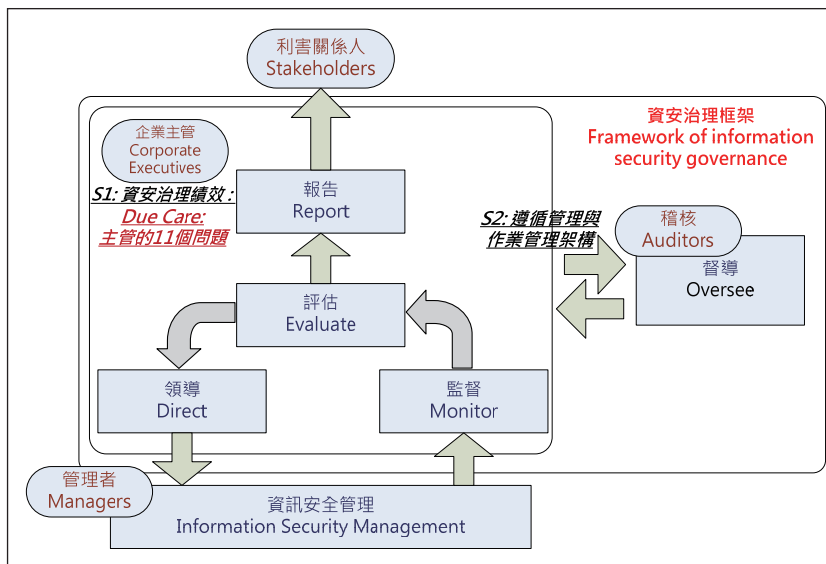 利害關係人
Stakeholders
資安治理框架
Framework of information
security governance
企業主管
Corporate
Executives
S1: 資安治理績效 :
Due Care:
主管的11個問題
報告
Report
S2: 遵循管理與
作業管理架構
稽核
Auditors
督導
Oversee
評估
Evaluate
領導
Direct
監督
Monitor
管理者
Managers
資訊安全管理
Information Security Management